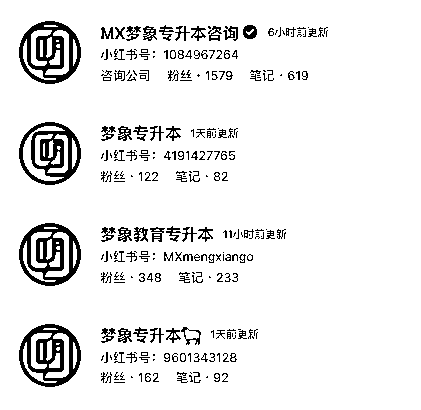 MX梦象专升本咨询 6小时前更新
小红书号：1084967264
咨询公司 粉丝·1579 笔记·619
梦象专升本 1天前更新
小红书号：4191427765
粉丝·122 笔记·82
梦象教育专升本 11小时前更新
小红书号：MXmengxiango
粉丝·348 笔记·233
梦象专升本 1天前更新
小红书号：9601343128
粉丝·162 笔记·92